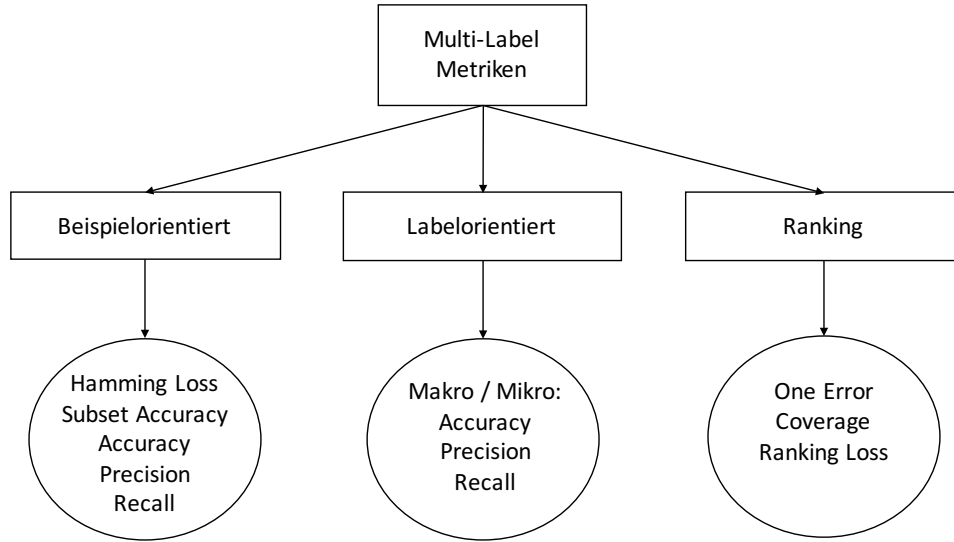 Multi-Label
Metriken
Beispielorientiert
Labelorientiert
Ranking
Hamming Loss
Subset Accuracy
Accuracy
Precision
Recall
Makro / Mikro:
Accuracy
Precision
Recall
One Error
Coverage
Ranking Loss